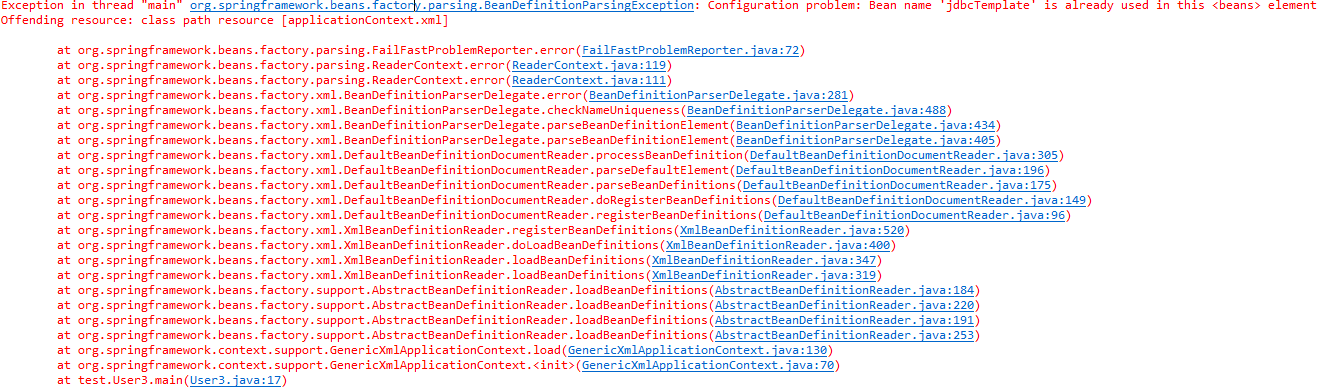 Exception in thread "main" org.springframework.beans.factory.parsing.BeanDefinitionParsingException: Configuration problem: Bean name 'jdbcTemplate' is already used in this <beans> element
Offending resource: class path resource [applicationContext.xml]
at org.springframework.beans.factory.parsing.FailFastProblemReporter.error(FailFastProblemReporter.java:72)
at org.springframework.beans.factory.parsing.ReaderContext.error(ReaderContext.java:119)
at org.springframework.beans.factory.parsing.ReaderContext.error(ReaderContext.java:111)
at org.springframework.beans.factory.xml.BeanDefinitionParserDelegate.error(BeanDefinitionParserDelegate.java:281)
at org.springframework.beans.factory.xml.BeanDefinitionParserDelegate.checkNameUniqueness(BeanDefinitionParserDelegate.java:488)
at org.springframework.beans.factory.xml.BeanDefinitionParserDelegate.parseBeanDefinitionElement(BeanDefinitionParserDelegate.java:434)
at org.springframework.beans.factory.xml.BeanDefinitionParserDelegate.parseBeanDefinitionElement(BeanDefinitionParserDelegate.java:405)
at org.springframework.beans.factory.xml.DefaultBeanDefinitionDocumentReader.processBeanDefinition(DefaultBeanDefinitionDocumentReader.java:305)
at org.springframework.beans.factory.xml.DefaultBeanDefinitionDocumentReader.parseDefaultElement(DefaultBeanDefinitionDocumentReader.java:196)
at org.springframework.beans.factory.xml.DefaultBeanDefinitionDocumentReader.parseBeanDefinitions(DefaultBeanDefinitionDocumentReader.java:175)
at org.springframework.beans.factory.xml.DefaultBeanDefinitionDocumentReader.doRegisterBeanDefinitions(DefaultBeanDefinitionDocumentReader.java:149)
at org.springframework.beans.factory.xml.DefaultBeanDefinitionDocumentReader.registerBeanDefinitions(DefaultBeanDefinitionDocumentReader.java:96)
at org.springframework.beans.factory.xml.XmlBeanDefinitionReader.registerBeanDefinitions(XmlBeanDefinitionReader.java:520)
at org.springframework.beans.factory.xml.XmlBeanDefinitionReader.doLoadBeanDefinitions(XmlBeanDefinitionReader.java:400)
at org.springframework.beans.factory.xml.XmlBeanDefinitionReader.loadBeanDefinitions(XmlBeanDefinitionReader.java:347)
at org.springframework.beans.factory.xml.XmlBeanDefinitionReader.loadBeanDefinitions(XmlBeanDefinitionReader.java:319)
at org.springframework.beans.factory.support.AbstractBeanDefinitionReader.loadBeanDefinitions(AbstractBeanDefinitionReader.java:184)
at org.springframework.beans.factory.support.AbstractBeanDefinitionReader.loadBeanDefinitions(AbstractBeanDefinitionReader.java:220)
at org.springframework.beans.factory.support.AbstractBeanDefinitionReader.loadBeanDefinitions(AbstractBeanDefinitionReader.java:191)
at org.springframework.beans.factory.support.AbstractBeanDefinitionReader.loadBeanDefinitions(AbstractBeanDefinitionReader.java:253)
at org.springframework.context.support.GenericXmlApplicationContext.load(GenericXmlApplicationContext.java:130)
at org.springframework.context.support.GenericXmlApplicationContext.<init>(GenericXmlApplicationContext.java:70)
at test.User3.main(User3.java:17)